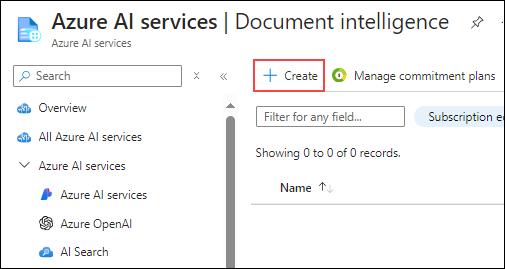 Azure AI services | Document intelligence
Azure AI services
Search
Create
Manage commitment plans
Overview
All Azure AI services
Azure AI services
Azure AI services
Azure OpenAI
AI Search
Filter for any field...
Subscription
Showing 0 to 0 of 0 records.
Name